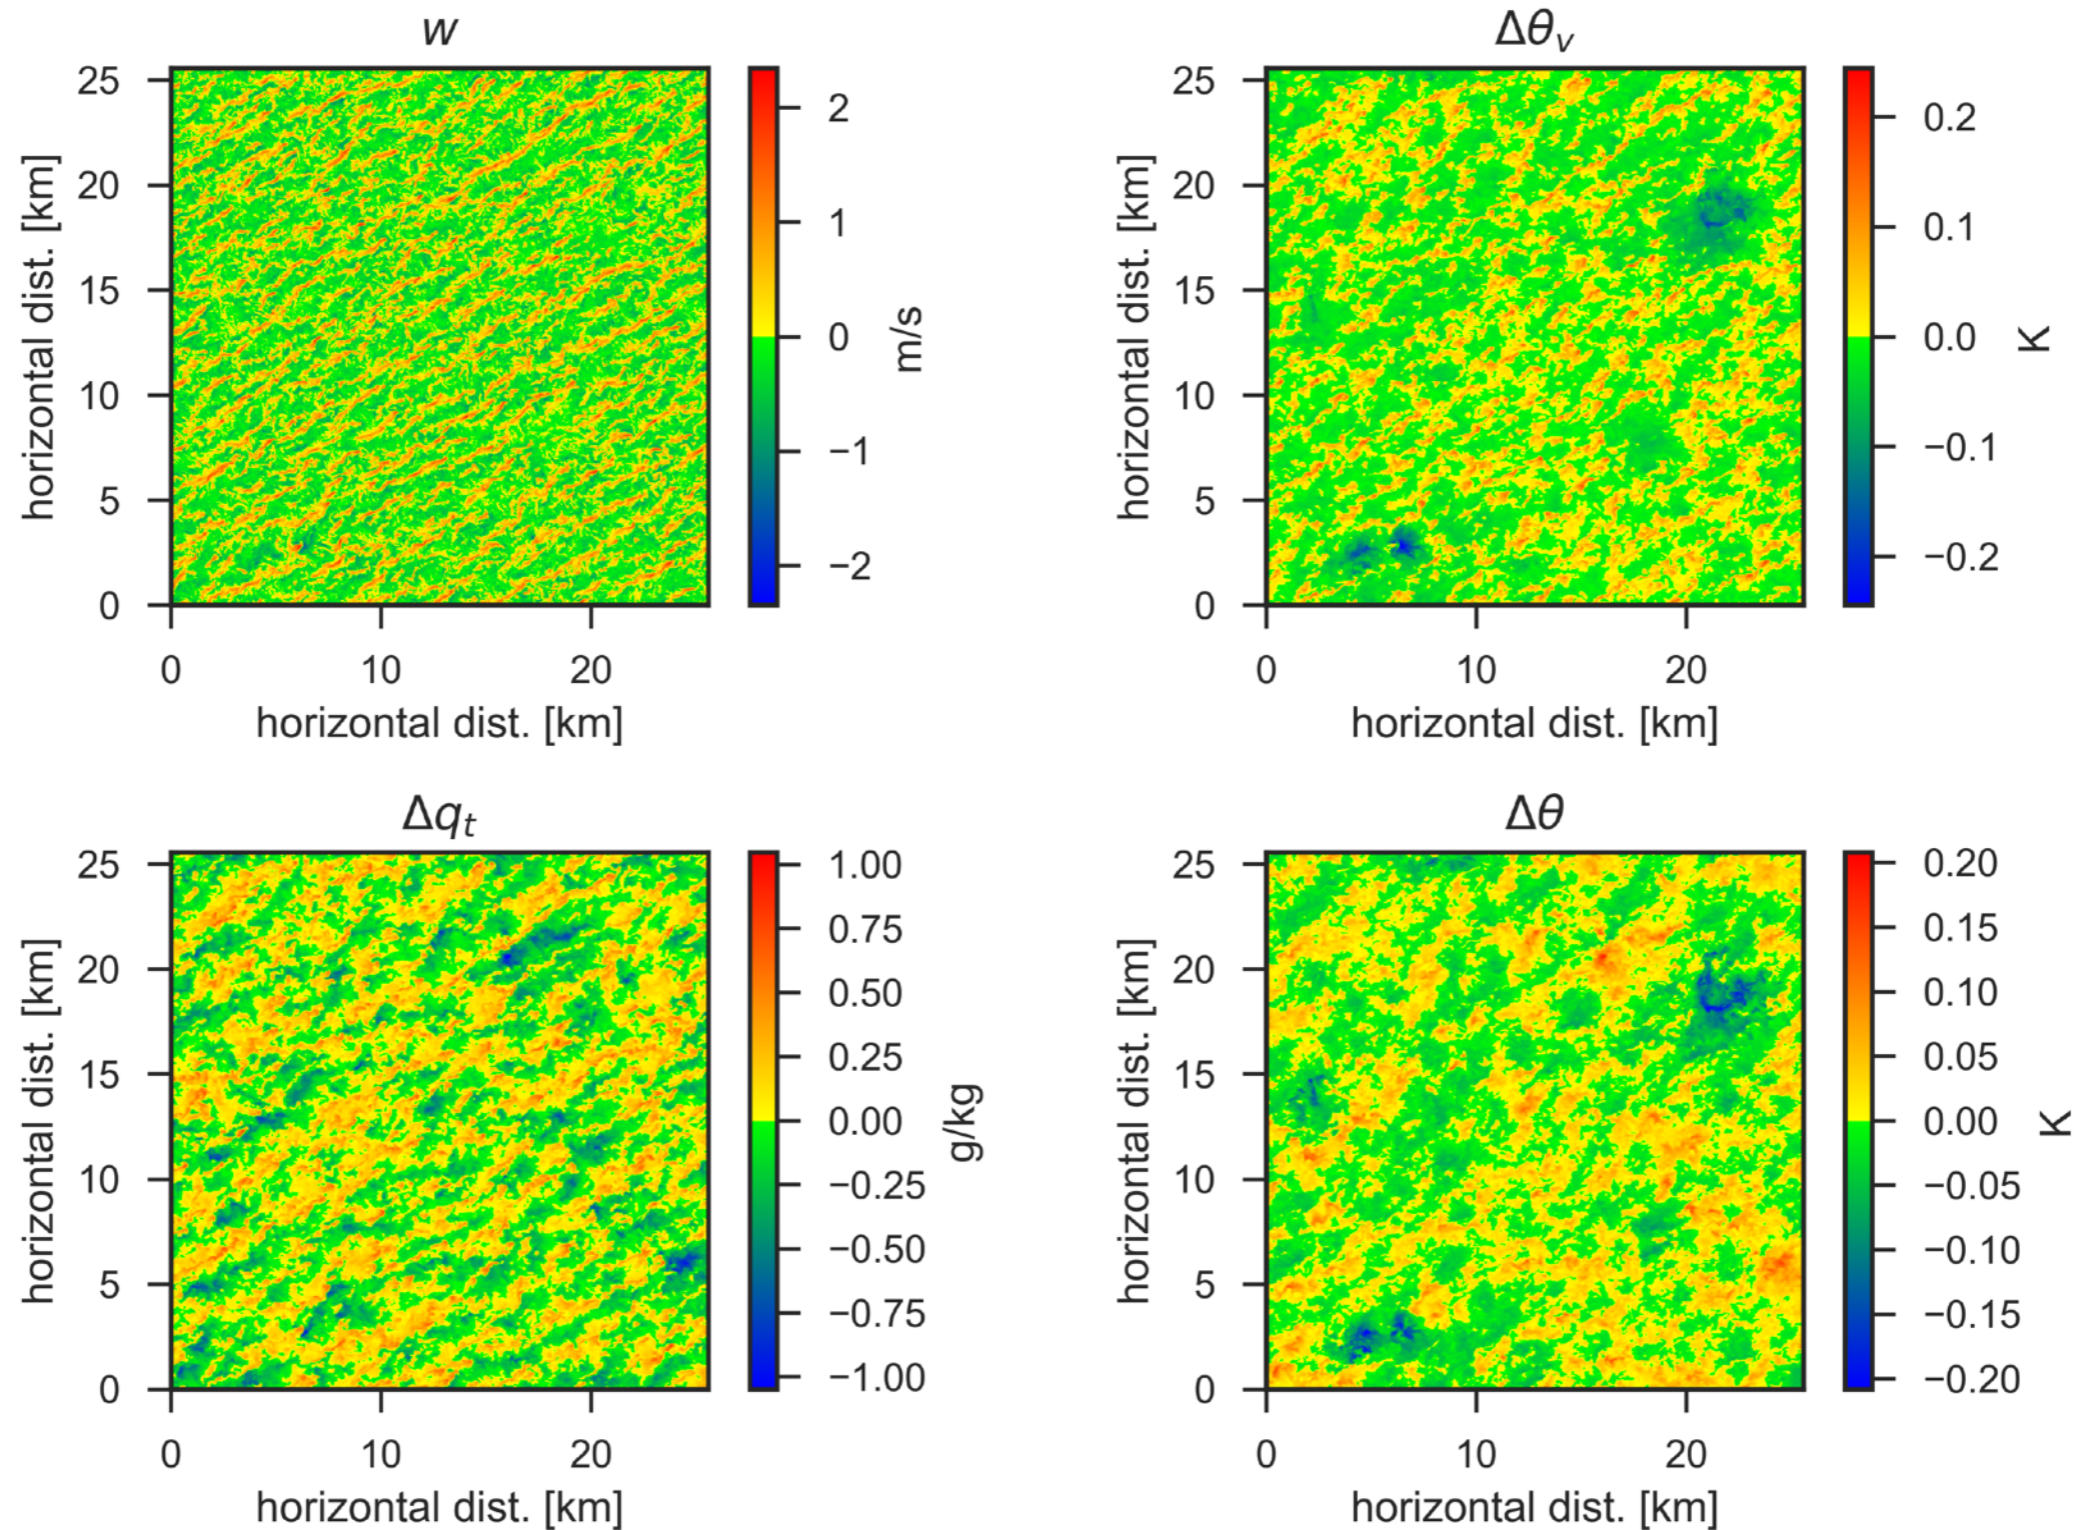 w
25
20
15
10
5
0
0 10 20
horizontal dist. [km]
horizontal dist. [km]
2
1
0
−1
−2
m/s
Δθv
25
20
15
10
5
0
0 10 20
horizontal dist. [km]
horizontal dist. [km]
0.2
0.1
0.0
−0.1
−0.2
K
Δqt
25
20
15
10
5
0
0 10 20
horizontal dist. [km]
horizontal dist. [km]
1.00
0.75
0.50
0.25
0.00
−0.25
−0.50
−0.75
−1.00
g/kg
Δθ
25
20
15
10
5
0
0 10 20
horizontal dist. [km]
horizontal dist. [km]
0.20
0.15
0.10
0.05
0.00
−0.05
−0.10
−0.15
−0.20
K